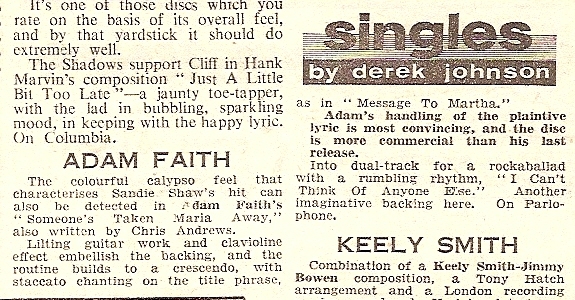 It's one of those discs which you
rate on the basis of its overall feel,
and by that yardstick it should do
extremely well.
The Shadows support Cliff in Hank
Marvin's composition "Just A Little
Bit Too Late"—a jaunty toe-tapper,
with the lad in bubbling, sparkling
mood, in keeping with the happy lyric.
On Columbia.
ADAM FAITH
The colourful calypso feel that
characterises Sandie Shaw's hit can
also be detected in Adam Faith's
"Someone's Taken Maria Away,"
also written by Chris Andrews.
Lilting guitar work and clavioline
effect embellish the backing, and the
routine builds to a crescendo, with
staccato chanting on the title phrase,
singles
by derek johnson
as in "Message To Martha."
Adam's handling of the plaintive
lyric is most convincing, and the disc
is more commercial than his last
release.
Into dual-track for a rockaballad
with a rumbling rhythm, "I Can't
Think Of Anyone Else." Another
imaginative backing here. On Parlo-
phone.
KEELY SMITH
Combination of a Keely Smith-Jimmy
Bowen composition, a Tony Hatch
arrangement and a London recording